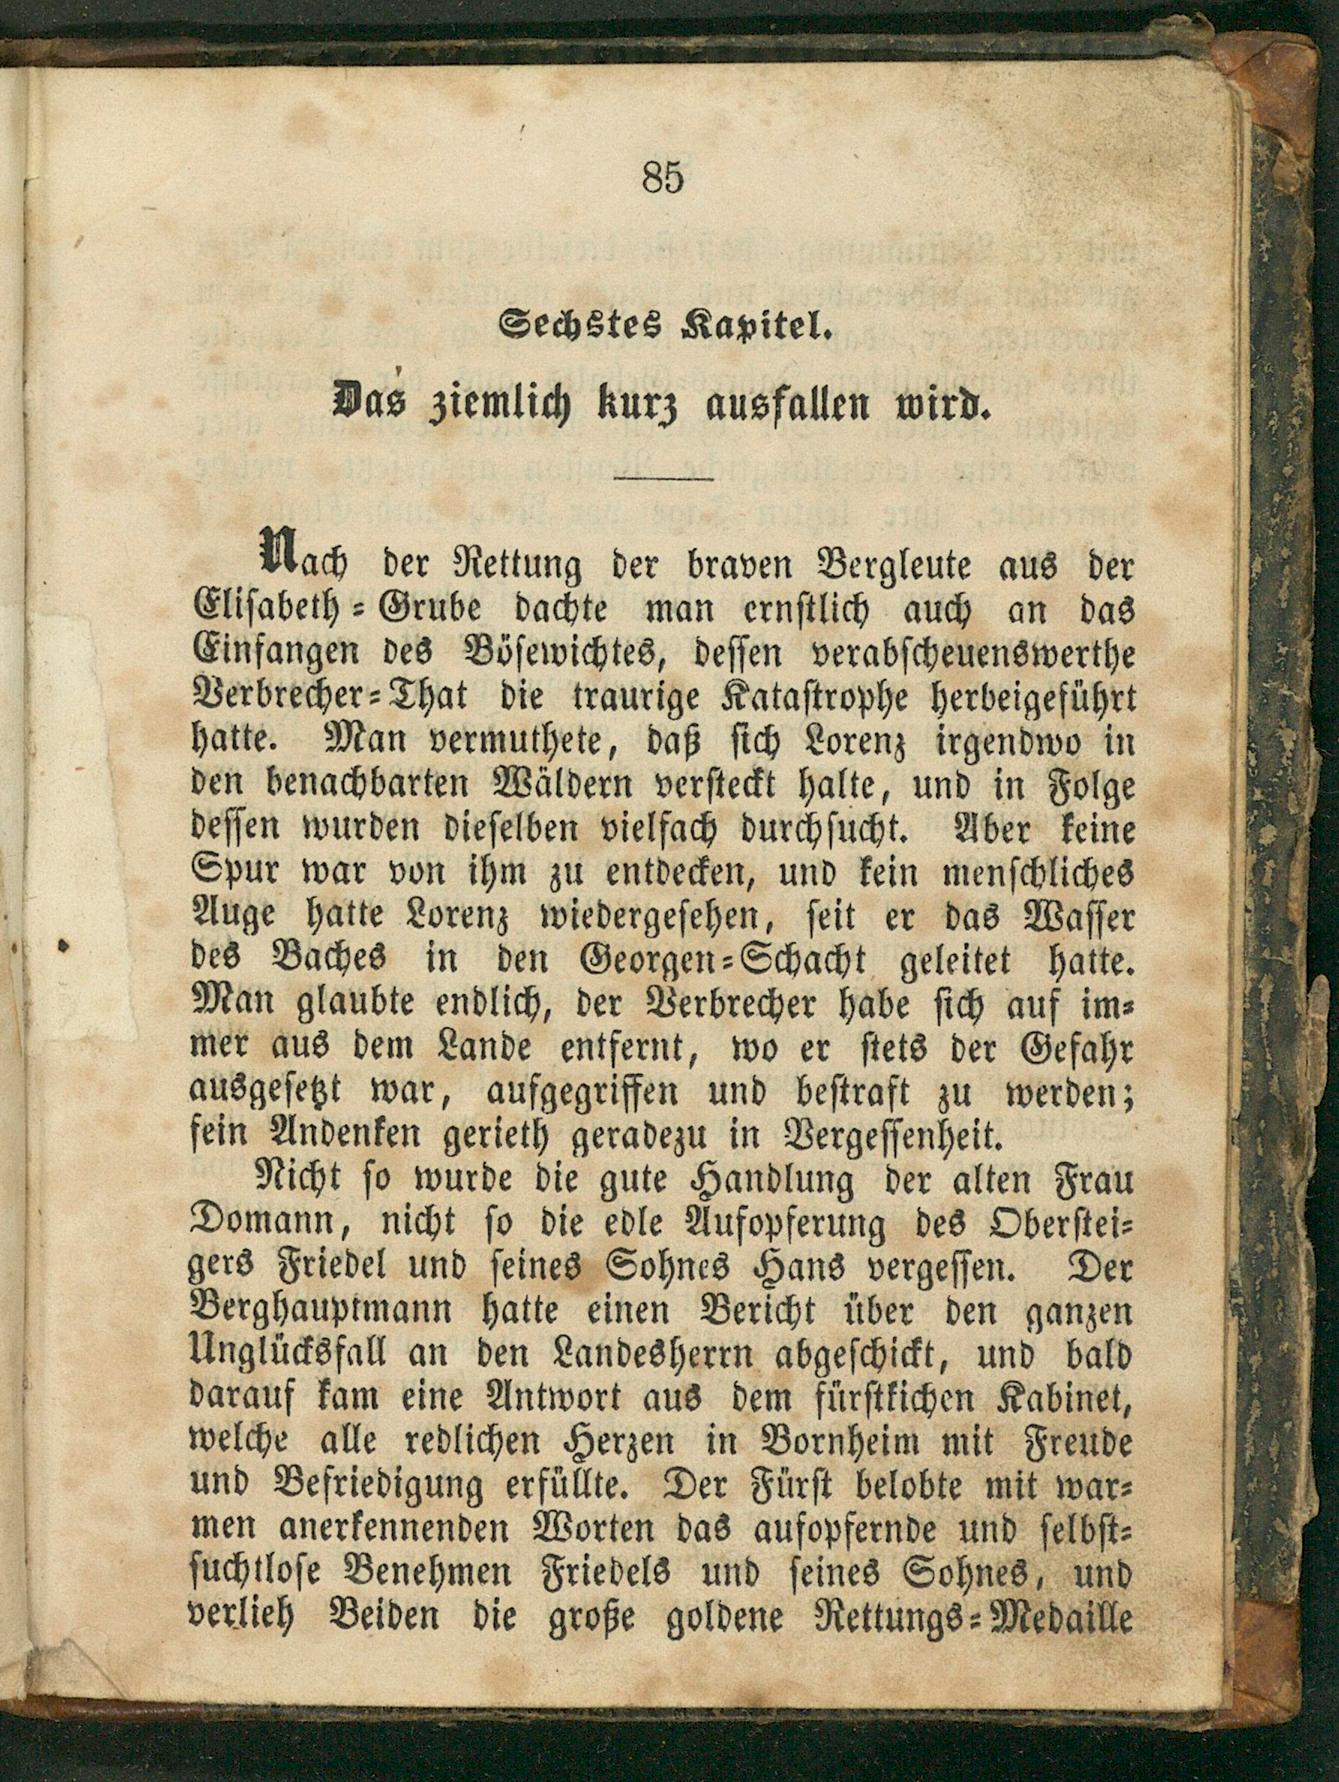 85
Sechstes Kapitel.
Das ziemlich kurz ausfallen wird.
Nach der Rettung der braven Bergleute aus der
Elisabeth-Grube dachte man ernstlich auch an das
Einfangen des Bösewichtes, dessen verabscheuenswerthe
Verbrecher-That die traurige Katastrophe herbeigeführt
hatte. Man vermuthete, daß sich Lorenz irgendwo in
den benachbarten Wäldern versteckt halte, und in Folge
dessen wurden dieselben vielfach durchsucht. Aber keine
Spur war von ihm zu entdecken, und kein menschliches
Auge hatte Lorenz wiedergesehen, seit er das Wasser
des Baches in den Georgen-Schacht geleitet hatte.
Man glaubte endlich, der Verbrecher habe sich auf im-
mer aus dem Lande entfernt, wo er stets der Gefahr
ausgesetzt war, aufgegriffen und bestraft zu werden;
sein Andenken gerieth geradezu in Vergessenheit.
Nicht so wurde die gute Handlung der alten Frau
Domann, nicht so die edle Aufopferung des Oberstei-
gers Friedel und seines Sohnes Hans vergessen. Der
Berghauptmann hatte einen Bericht über den ganzen
Unglücksfall an den Landesherrn abgeschickt, und bald
darauf kam eine Antwort aus dem fürstkichen Kabinet,
welche alle redlichen Herzen in Bornheim mit Freude
und Befriedigung erfüllte. Der Fürst belobte mit war-
men anerkennenden Worten das aufopfernde und selbst-
suchtlose Benehmen Friedels und seines Sohnes, und
verlieh Beiden die große goldene Rettungs-Medaille